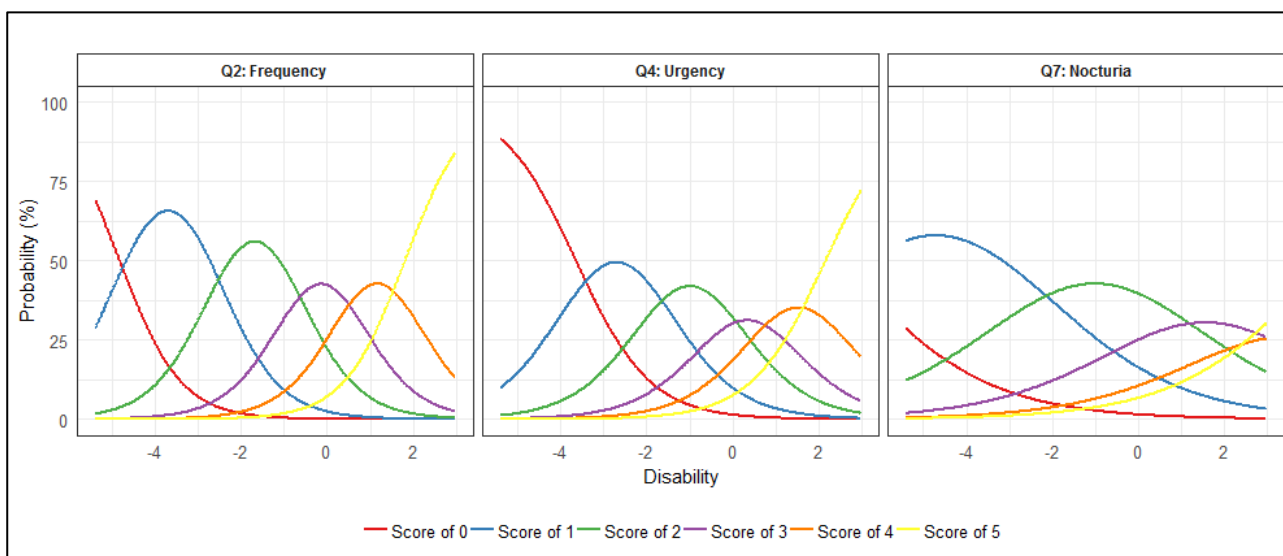 Q2: Frequency Q4: Urgency Q7: Nocturia
100
75
50
25
0
Probability (%)
-4 -2 0 2 -4 -2 0 2 -4 -2 0 2
Disability
Score of 0 Score of 1 Score of 2 Score of 3 Score of 4 Score of 5